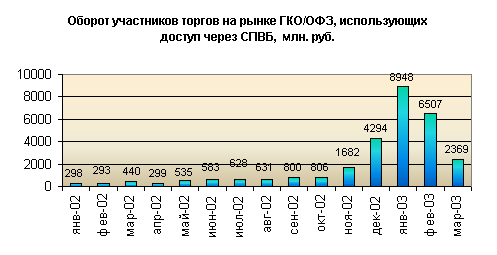 Оборот участников торгов на рынке ГКО/ОФЗ, использующих
доступ через СПВБ, млн. руб.
10000
8000
6000
4000
2000
0
298
293
440
299
535
583
628
631
800
806
1682
4294
8948
6507
2369
янв-02
фев-02
мар-02
апр-02
май-02
июн-02
июл-02
авг-02
сен-02
окт-02
ноя-02
дек-02
янв-03
фев-03
мар-03